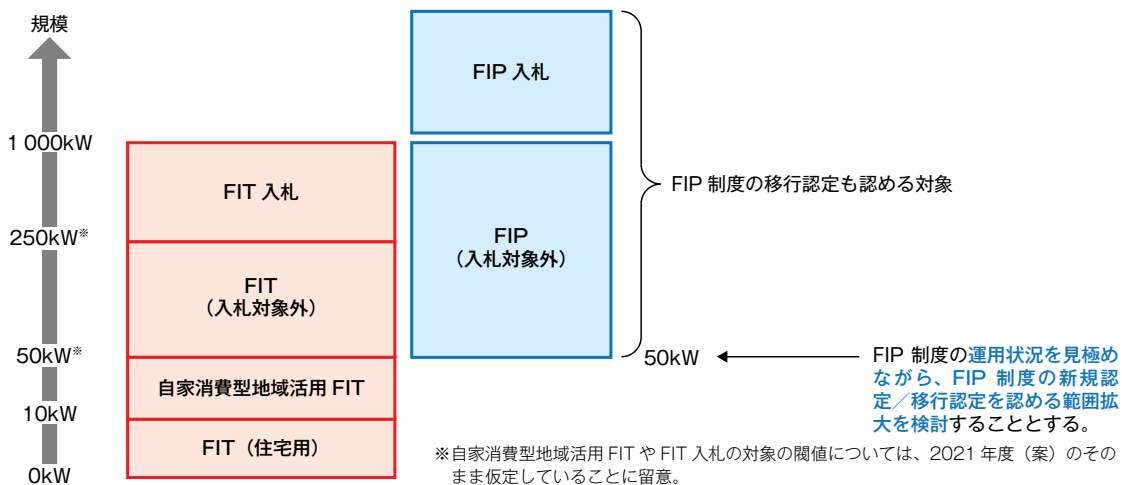 規模
1 000kW
250kW※
50kW※
10kW
0kW
FIT 入札
FIT
（入札対象外）
自家消費型地域活用 FIT
FIT（住宅用）
FIP 入札
FIP
（入札対象外）
FIP 制度の移行認定も認める対象
50kW
FIP 制度の運用状況を見極め
ながら、FIP 制度の新規認
定／移行認定を認める範囲拡
大を検討することとする。
※自家消費型地域活用 FIT や FIT 入札の対象の閾値については、2021 年度（案）のその
まま仮定していることに留意。